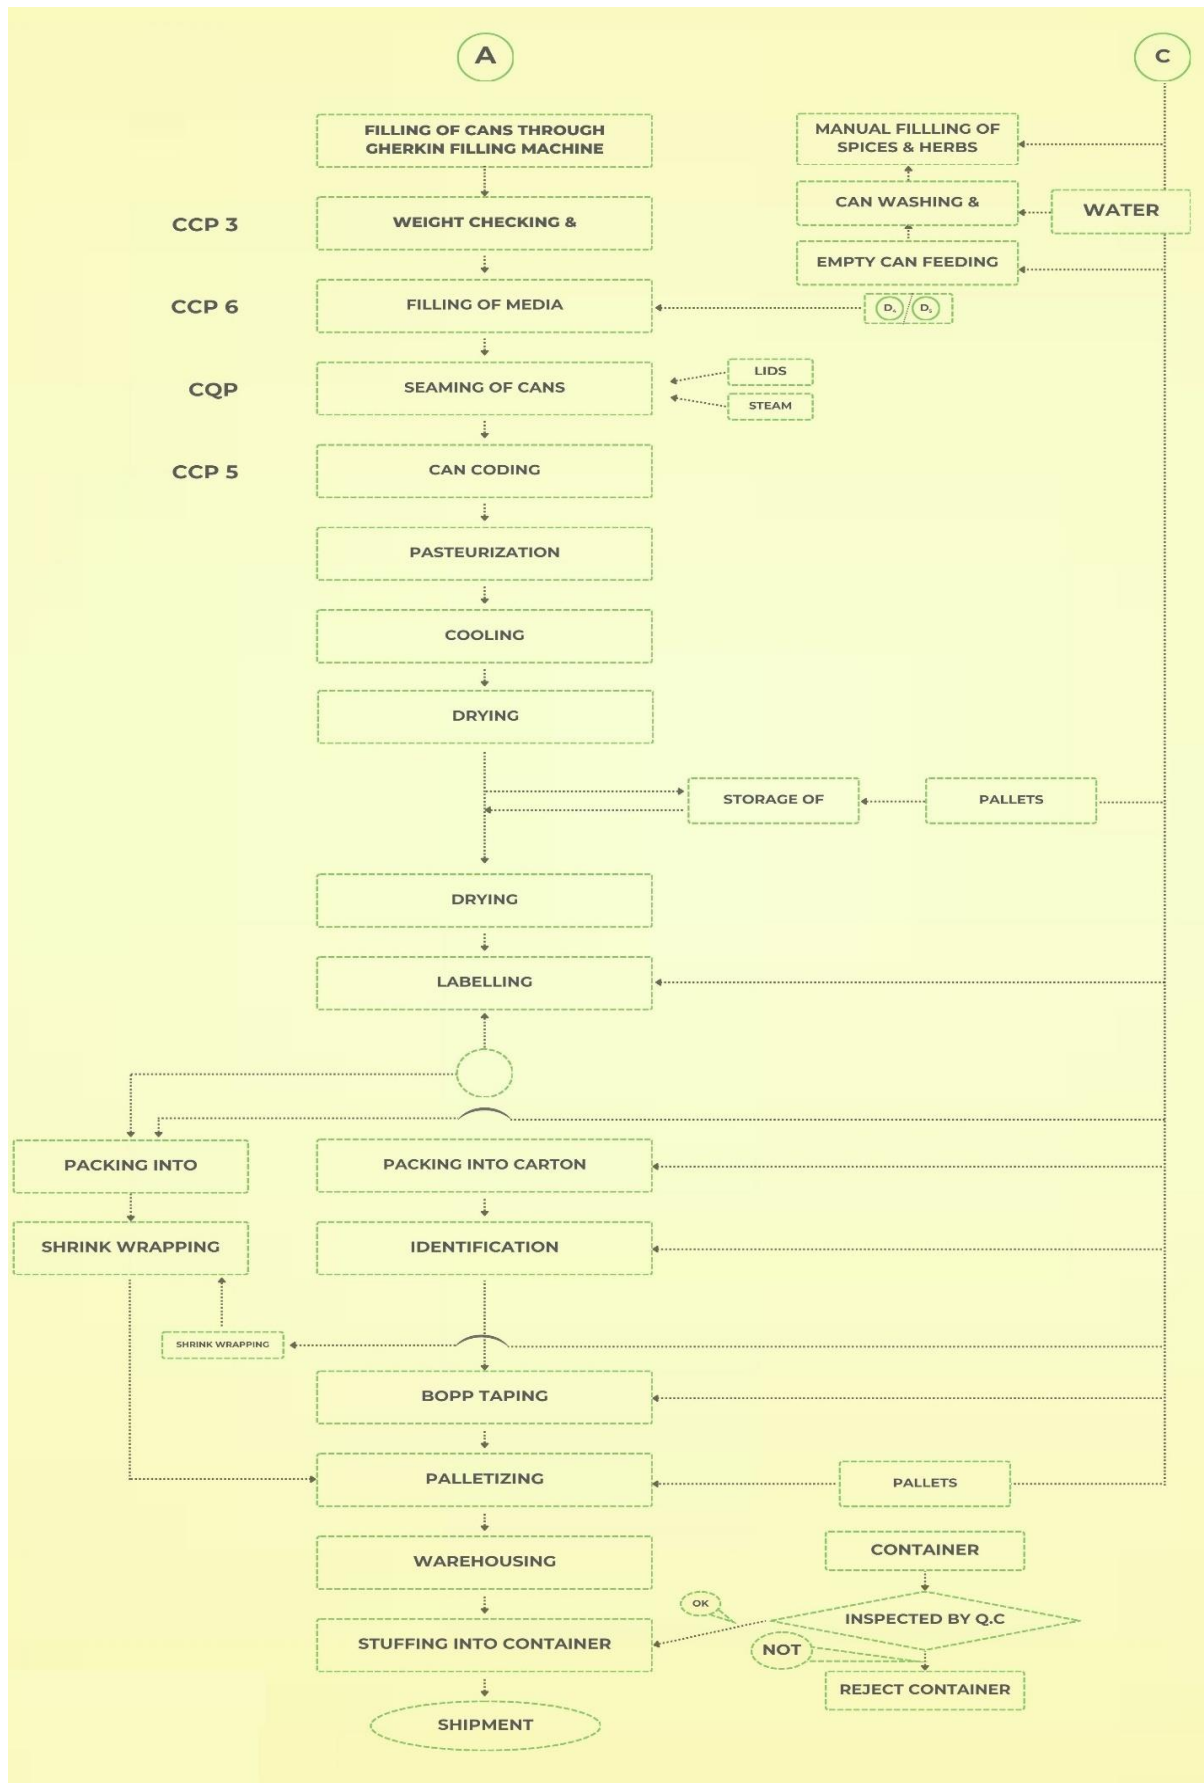 A
C
FILLING OF CANS THROUGH
GHERKIN FILLING MACHINE
MANUAL FILLLING OF
SPICES & HERBS
CCP 3
WEIGHT CHECKING &
CAN WASHING &
WATER
EMPTY CAN FEEDING
CCP 6
FILLING OF MEDIA
D₄ / D₅
CQP
SEAMING OF CANS
LIDS
STEAM
CCP 5
CAN CODING
PASTEURIZATION
COOLING
DRYING
STORAGE OF
PALLETS
DRYING
LABELLING
PACKING INTO
PACKING INTO CARTON
SHRINK WRAPPING
IDENTIFICATION
SHRINK WRAPPING
BOPP TAPING
PALLETIZING
PALLETS
WAREHOUSING
CONTAINER
OK
INSPECTED BY Q.C
STUFFING INTO CONTAINER
NOT
REJECT CONTAINER
SHIPMENT